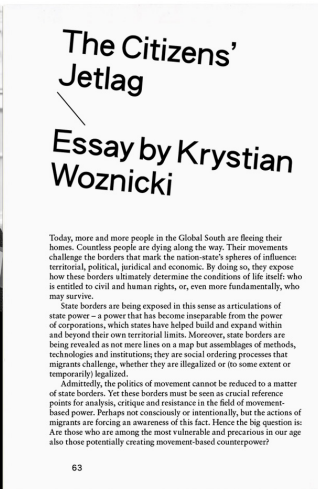 The Citizens'
Jetlag
Essay by Krystian
Woznicki
Today, more and more people in the Global South are fleeing their
homes. Countless people are dying along the way. Their movements
challenge the borders that mark the nation-state's spheres of influence:
territorial, political, juridical and economic. By doing so, they expose
how these borders ultimately determine the conditions of life itself: who
is entitled to civil and human rights, or, even more fundamentally, who
may survive.
State borders are being exposed in this sense as articulations of
state power – a power that has become inseparable from the power
of corporations, which states have helped build and expand within
and beyond their own territorial limits. Moreover, state borders are
being revealed as not mere lines on a map but assemblages of methods,
technologies and institutions; they are social ordering processes that
migrants challenge, whether they are illegalized or (to some extent or
temporarily) legalized.
Admittedly, the politics of movement cannot be reduced to a matter
of state borders. Yet these borders must be seen as crucial reference
points for analysis, critique and resistance in the field of movement-
based power. Perhaps not consciously or intentionally, but the actions of
migrants are forcing an awareness of this fact. Hence the big question is:
Are those who are among the most vulnerable and precarious in our age
also those potentially creating movement-based counterpower?
63